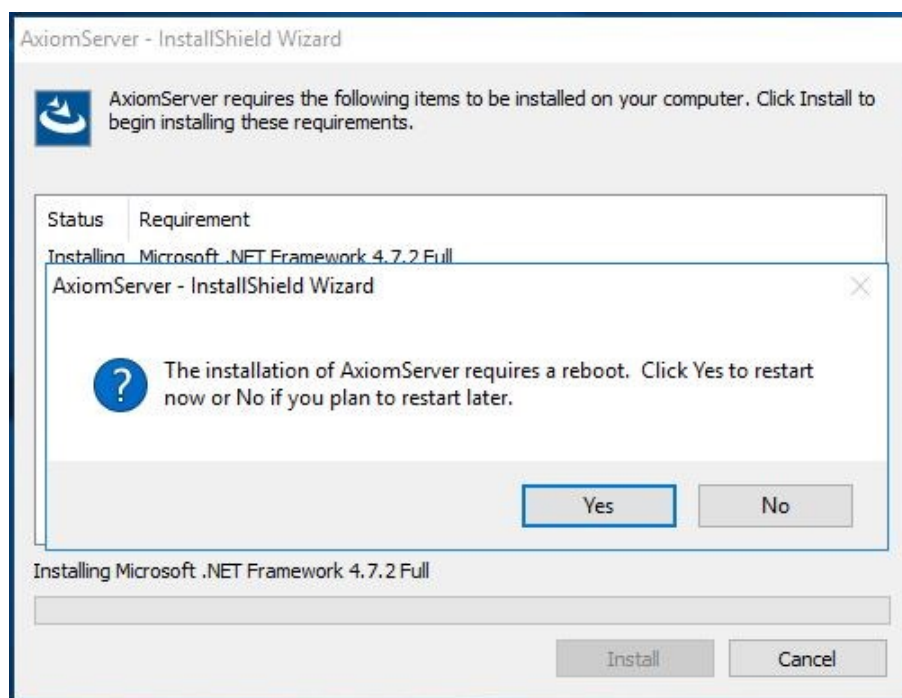 AxiomServer - InstallShield Wizard
AxiomServer requires the following items to be installed on your computer. Click Install to
begin installing these requirements.
Status Requirement
Installing Microsoft .NET Framework 4.7.2 Full
AxiomServer - InstallShield Wizard
The installation of AxiomServer requires a reboot. Click Yes to restart
now or No if you plan to restart later.
Yes No
Installing Microsoft .NET Framework 4.7.2 Full
Install Cancel